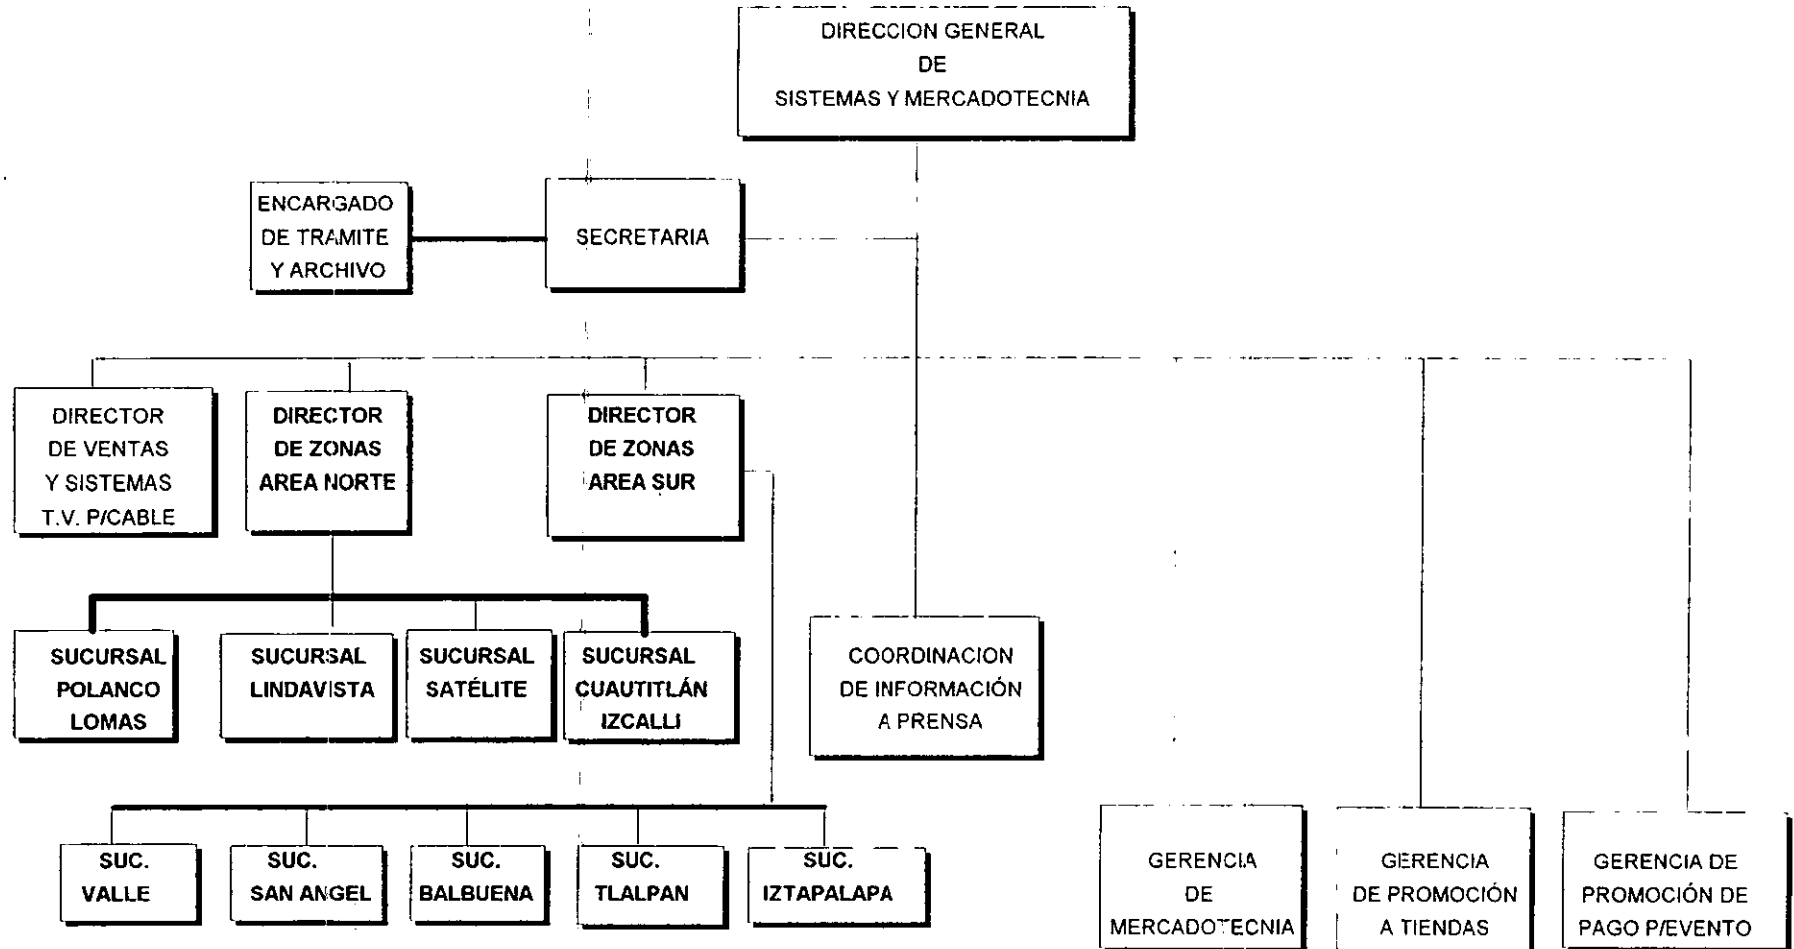 DIRECCION GENERAL
DE
SISTEMAS Y MERCADOTECNIA
ENCARGADO
DE TRAMITE
Y ARCHIVO
SECRETARIA
DIRECTOR
DE VENTAS
Y SISTEMAS
T.V. P/CABLE
DIRECTOR
DE ZONAS
AREA NORTE
DIRECTOR
DE ZONAS
AREA SUR
SUCURSAL
POLANCO
LOMAS
SUCURSAL
LINDAVISTA
SUCURSAL
SATÉLITE
SUCURSAL
CUAUTITLÁN
IZCALLI
COORDINACION
DE INFORMACIÓN
A PRENSA
SUC.
VALLE
SUC.
SAN ANGEL
SUC.
BALBUENA
SUC.
TLALPAN
SUC.
IZTAPALAPA
GERENCIA
DE
MERCADOTECNIA
GERENCIA
DE PROMOCIÓN
A TIENDAS
GERENCIA DE
PROMOCIÓN DE
PAGO P/EVENTO